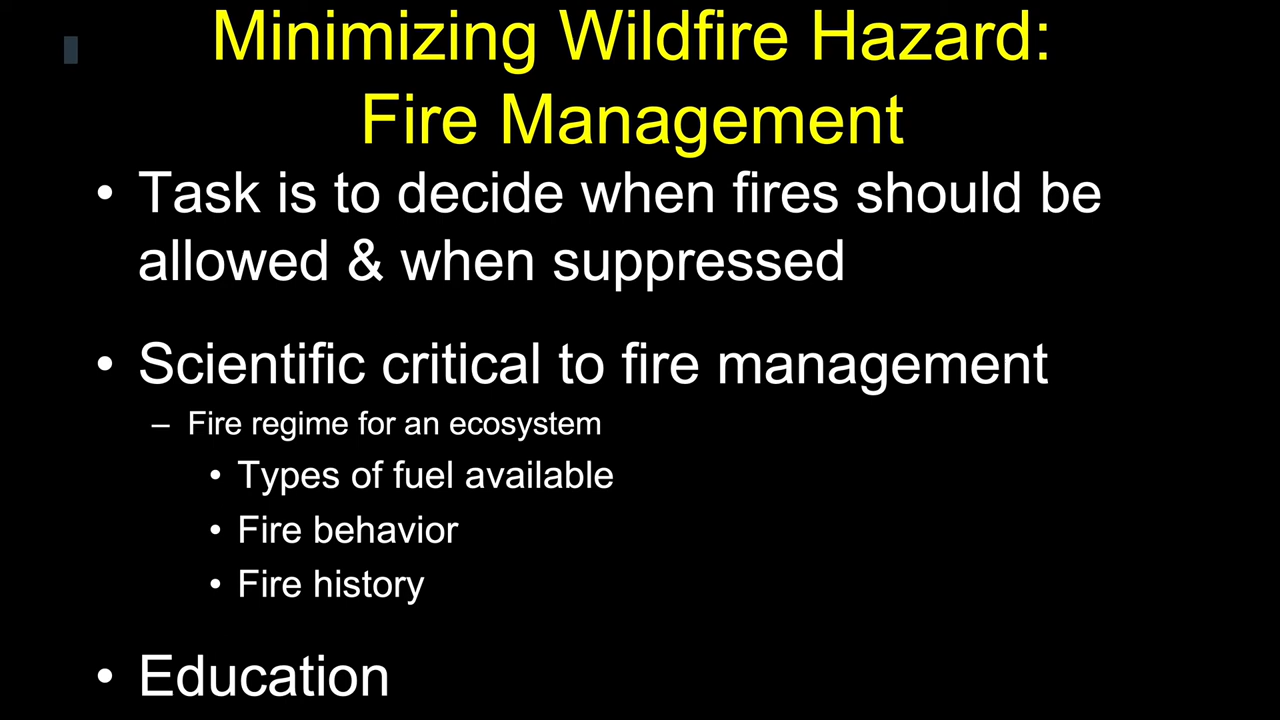 Minimizing Wildfire Hazard:
Fire Management
• Task is to decide when fires should be
allowed & when suppressed
• Scientific critical to fire management
– Fire regime for an ecosystem
• Types of fuel available
• Fire behavior
• Fire history
• Education